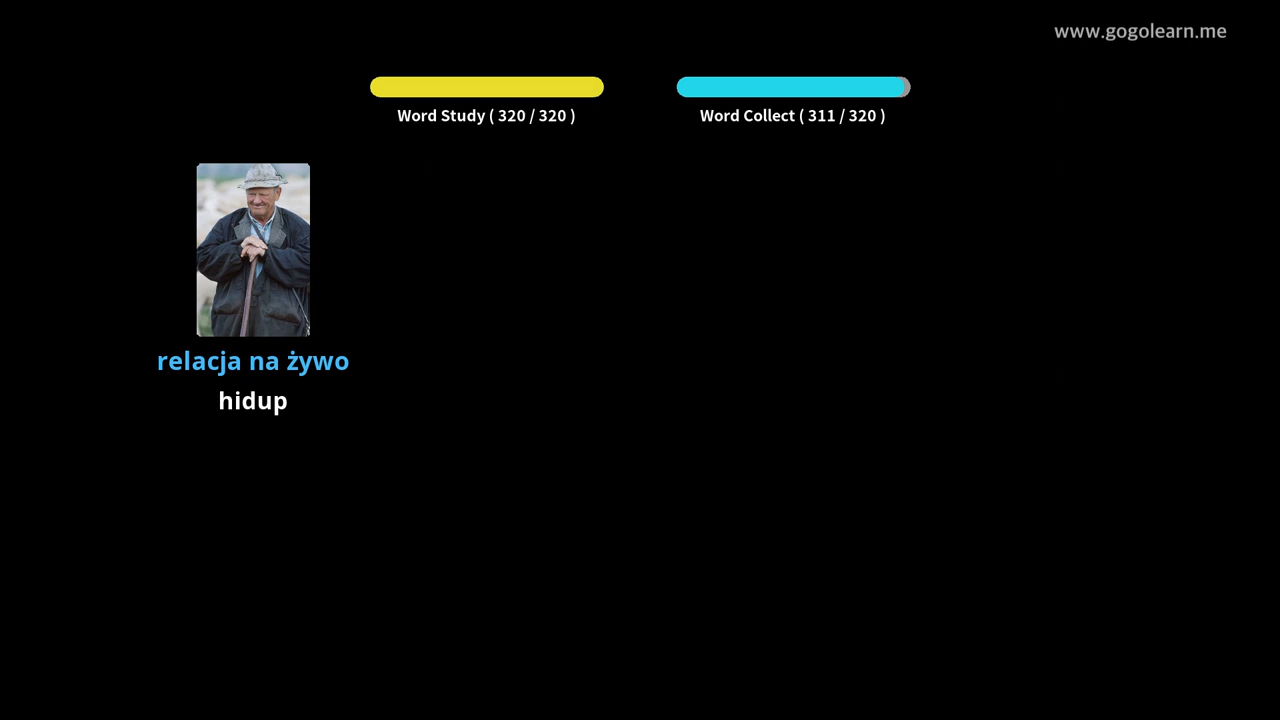 www.gogolearn.me
Word Study ( 320 / 320 )
Word Collect ( 311 / 320 )
relacja na żywo
hidup